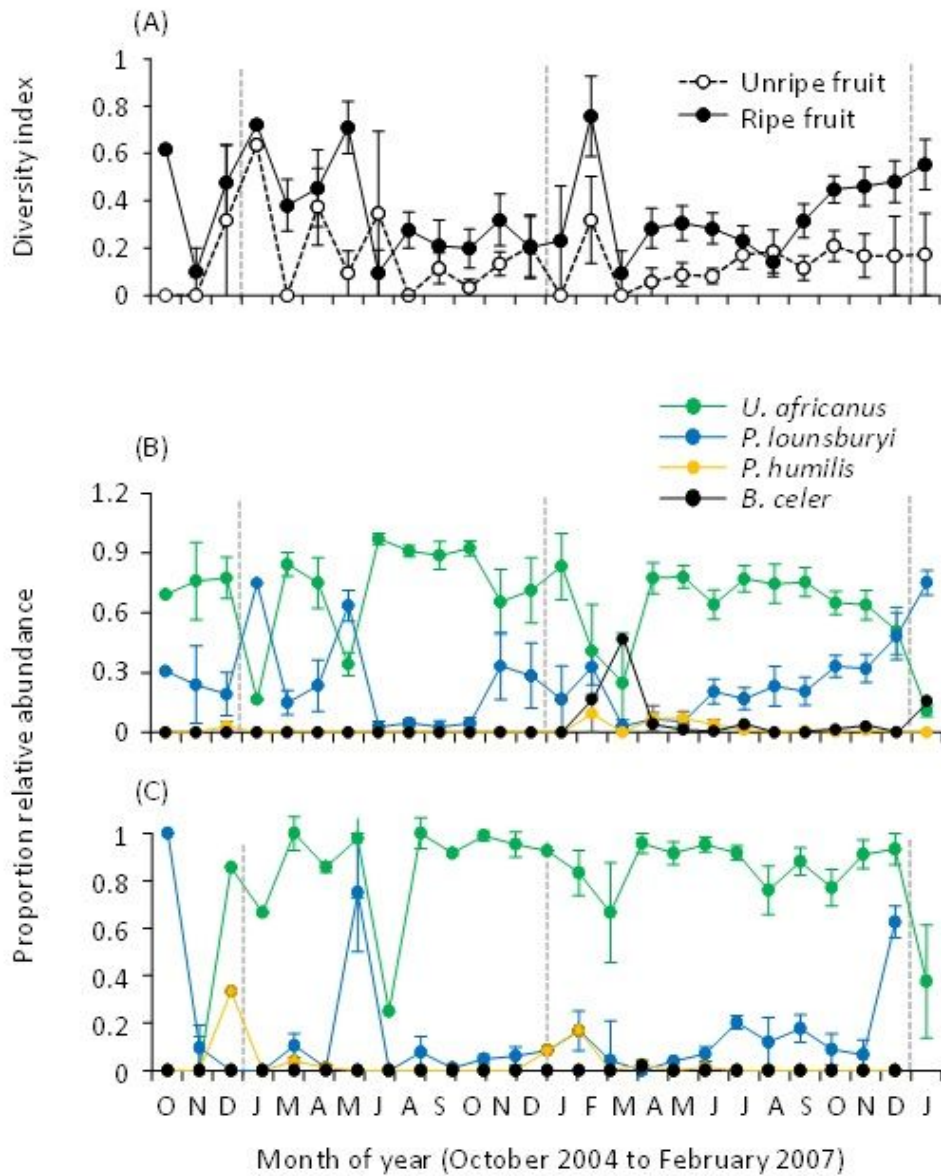 (A)
Diversity index
1
0.8
0.6
0.4
0.2
0
Unripe fruit
Ripe fruit
U. africanus
P. lounsburyi
P. humilis
B. celer
(B)
Proportion relative abundance
1.2
0.9
0.6
0.3
0
(C)
1
0.8
0.6
0.4
0.2
0
O N D J M A M J A S O N D J F M A M J J A S O N D J
Month of year (October 2004 to February 2007)